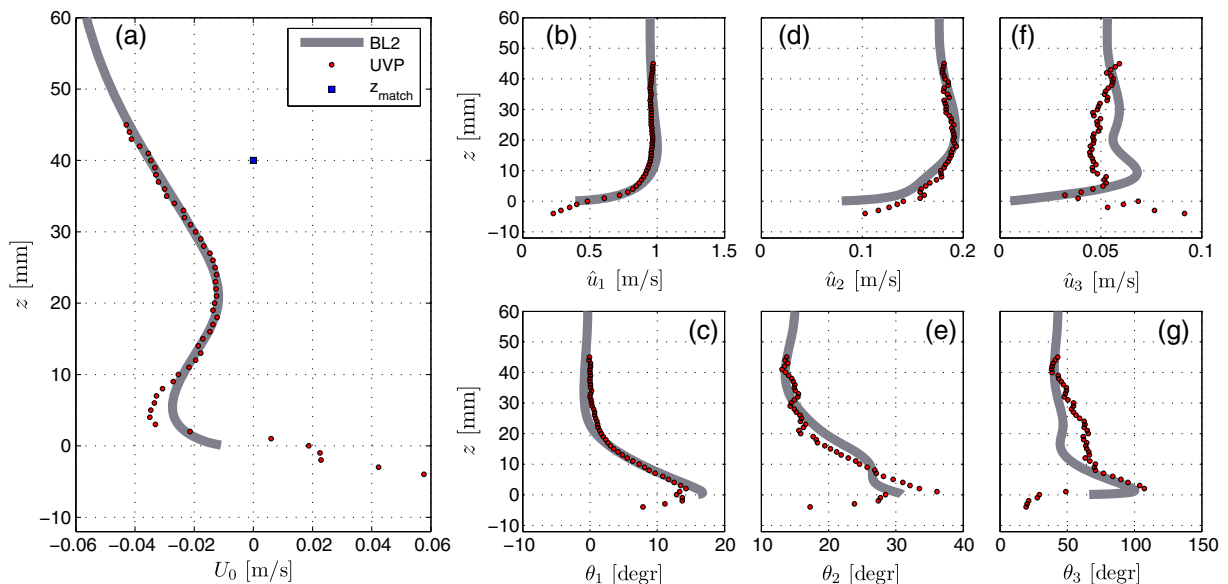 (a)
BL2
UVP
z_match
60
50
40
30
20
10
0
−10
z [mm]
−0.06 −0.04 −0.02 0 0.02 0.04 0.06
U_0 [m/s]
(b)
60
50
40
30
20
10
0
−10
z [mm]
0 0.5 1 1.5
û_1 [m/s]
(d)
0 0.1 0.2
û_2 [m/s]
(f)
0 0.05 0.1
û_3 [m/s]
(c)
60
50
40
30
20
10
0
−10
z [mm]
−10 0 10 20
θ_1 [degr]
(e)
10 20 30 40
θ_2 [degr]
(g)
0 50 100 150
θ_3 [degr]